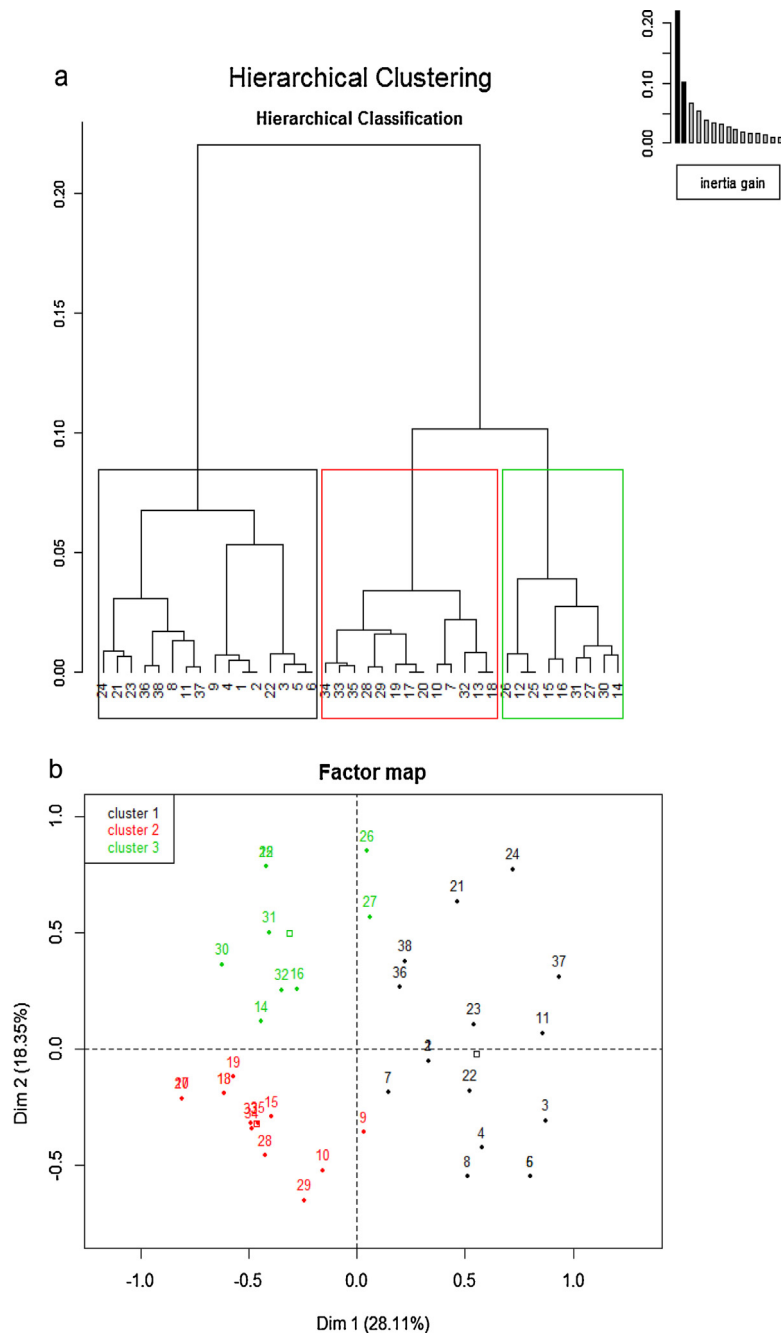 a
Hierarchical Clustering
Hierarchical Classification
0.00 0.10 0.20
inertia gain
0.00 0.05 0.10 0.15 0.20
24 21 23 36 38 8 11 37 9 4 1 2 22 3 5 6 34 33 35 28 29 19 17 20 10 7 32 13 18 26 12 25 15 16 31 27 30 14
b
Factor map
cluster 1
cluster 2
cluster 3
26
24
21
27
31
38
30
37
36
32 16
14
23
11
19
18
7
22
15
9
3
34
28
4
10
8
6
29
1.0
0.5
0.0
-0.5
Dim 2 (18.35%)
-1.0 -0.5 0.0 0.5 1.0
Dim 1 (28.11%)